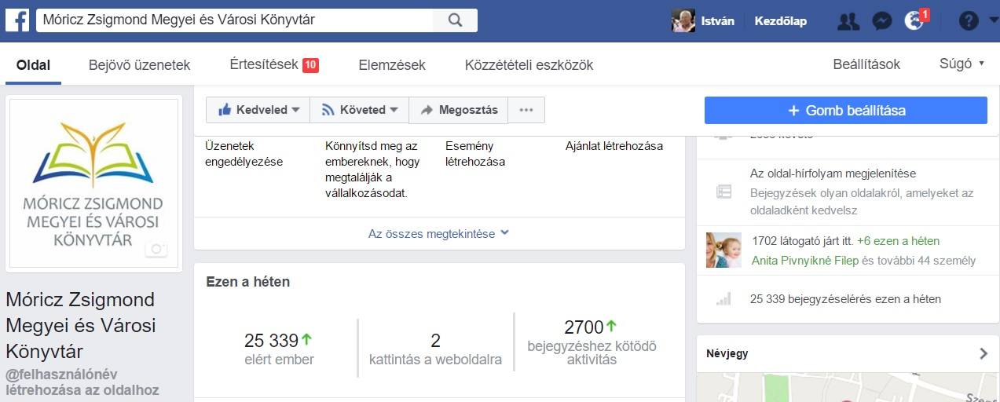 Móricz Zsigmond Megyei és Városi Könyvtár
István
Kezdőlap
1
Oldal
Bejövő üzenetek
Értesítések 10
Elemzések
Közzétételi eszközök
Beállítások
Súgó
MÓRICZ ZSIGMOND
MEGYEI ÉS VÁROSI
KÖNYVTÁR
Móricz Zsigmond
Megyei és Városi
Könyvtár
@felhasználónév
létrehozása az oldalhoz
Kedveled
Követed
Megosztás
+ Gomb beállítása
Üzenetek
engedélyezése
Könnyítsd meg az
embereknek, hogy
megtalálják a
vállalkozásodat.
Esemény
létrehozása
Ajánlat létrehozása
Az összes megtekintése
Ezen a héten
25 339
elért ember
2
kattintás a weboldalra
2700
bejegyzéshez kötődő
aktivitás
Az oldal-hírfolyam megjelenítése
Bejegyzések olyan oldalakról, amelyeket az
oldaladként kedvelsz
1702 látogató járt itt. +6 ezen a héten
Anita Pivnyikné Filep és további 44 személy
25 339 bejegyzéselérés ezen a héten
Névjegy